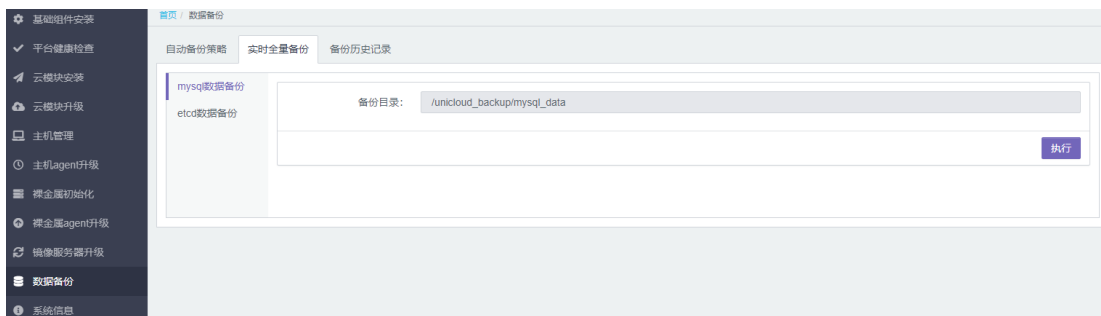 基础组件安装
平台健康检查
云模块安装
云模块升级
主机管理
主机agent升级
裸金属初始化
裸金属agent升级
镜像服务器升级
数据备份
系统信息
首页 / 数据备份
自动备份策略 实时全量备份 备份历史记录
mysql数据备份
etcd数据备份
备份目录: /unicloud_backup/mysql_data
执行